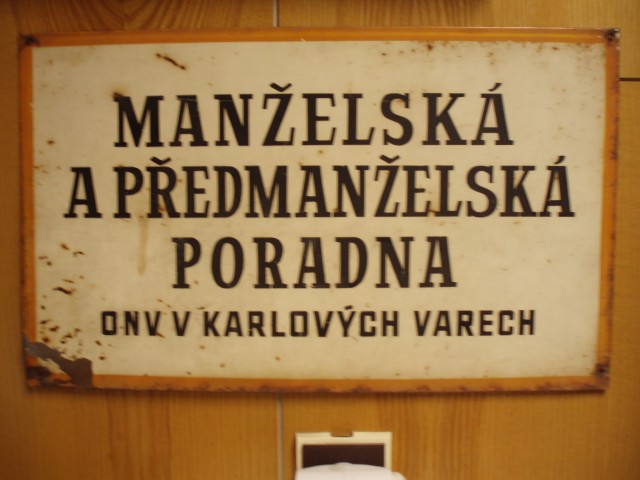 MANŽELSKÁ
A PŘEDMANŽELSKÁ
PORADNA
ONV. V KARLOVÝCH VARECH